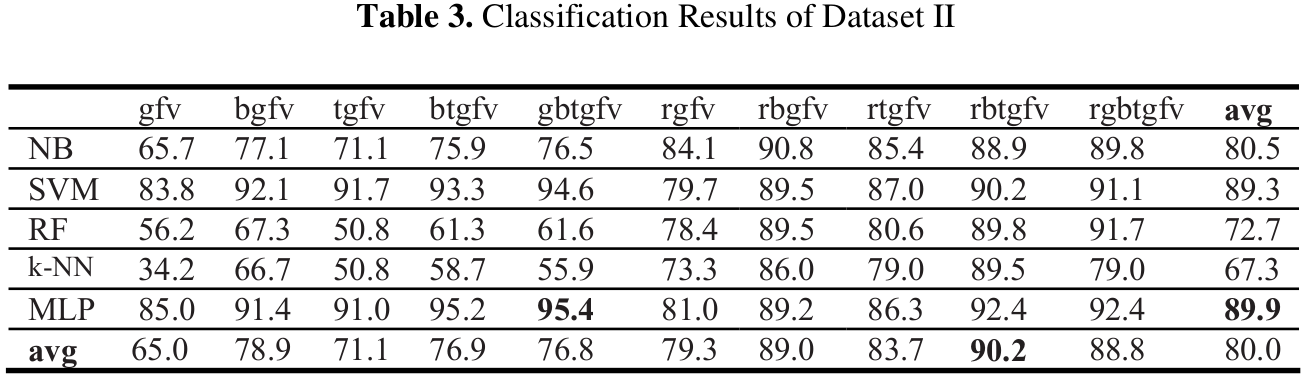 Table 3. Classification Results of Dataset II
gfv bgfv tgfv btgfv gbtgfv rgfv rbgfv rtgfv rbtgfv rgbtgfv avg
NB 65.7 77.1 71.1 75.9 76.5 84.1 90.8 85.4 88.9 89.8 80.5
SVM 83.8 92.1 91.7 93.3 94.6 79.7 89.5 87.0 90.2 91.1 89.3
RF 56.2 67.3 50.8 61.3 61.6 78.4 89.5 80.6 89.8 91.7 72.7
k-NN 34.2 66.7 50.8 58.7 55.9 73.3 86.0 79.0 89.5 79.0 67.3
MLP 85.0 91.4 91.0 95.2 95.4 81.0 89.2 86.3 92.4 92.4 89.9
avg 65.0 78.9 71.1 76.9 76.8 79.3 89.0 83.7 90.2 88.8 80.0